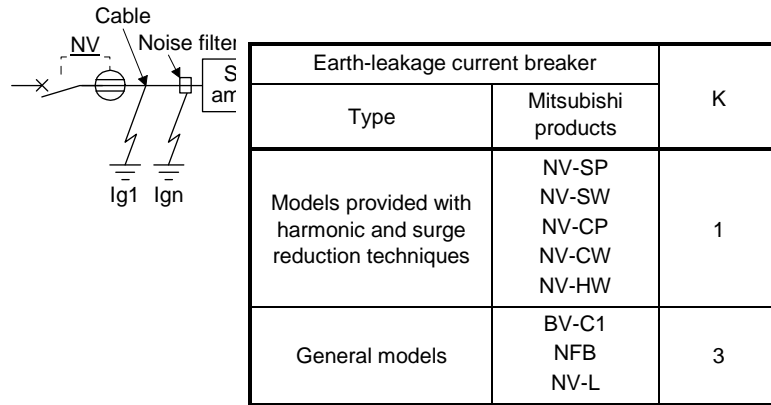 Cable
NV
Noise filter
Ig1
Ign
Earth-leakage current breaker
Type
Mitsubishi
products
K
Models provided with
harmonic and surge
reduction techniques
NV-SP
NV-SW
NV-CP
NV-CW
NV-HW
1
General models
BV-C1
NFB
NV-L
3